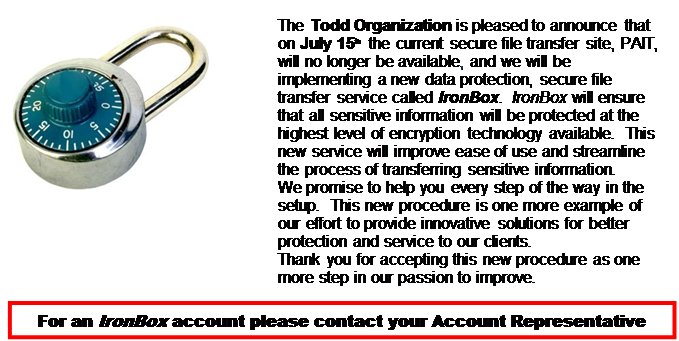 The Todd Organization is pleased to announce that
on July 15th the current secure file transfer site, PAIT,
will no longer be available, and we will be
implementing a new data protection, secure file
transfer service called IronBox. IronBox will ensure
that all sensitive information will be protected at the
highest level of encryption technology available. This
new service will improve ease of use and streamline
the process of transferring sensitive information.
We promise to help you every step of the way in the
setup. This new procedure is one more example of
our effort to provide innovative solutions for better
protection and service to our clients.
Thank you for accepting this new procedure as one
more step in our passion to improve.
For an IronBox account please contact your Account Representative
20
15
10
5
0